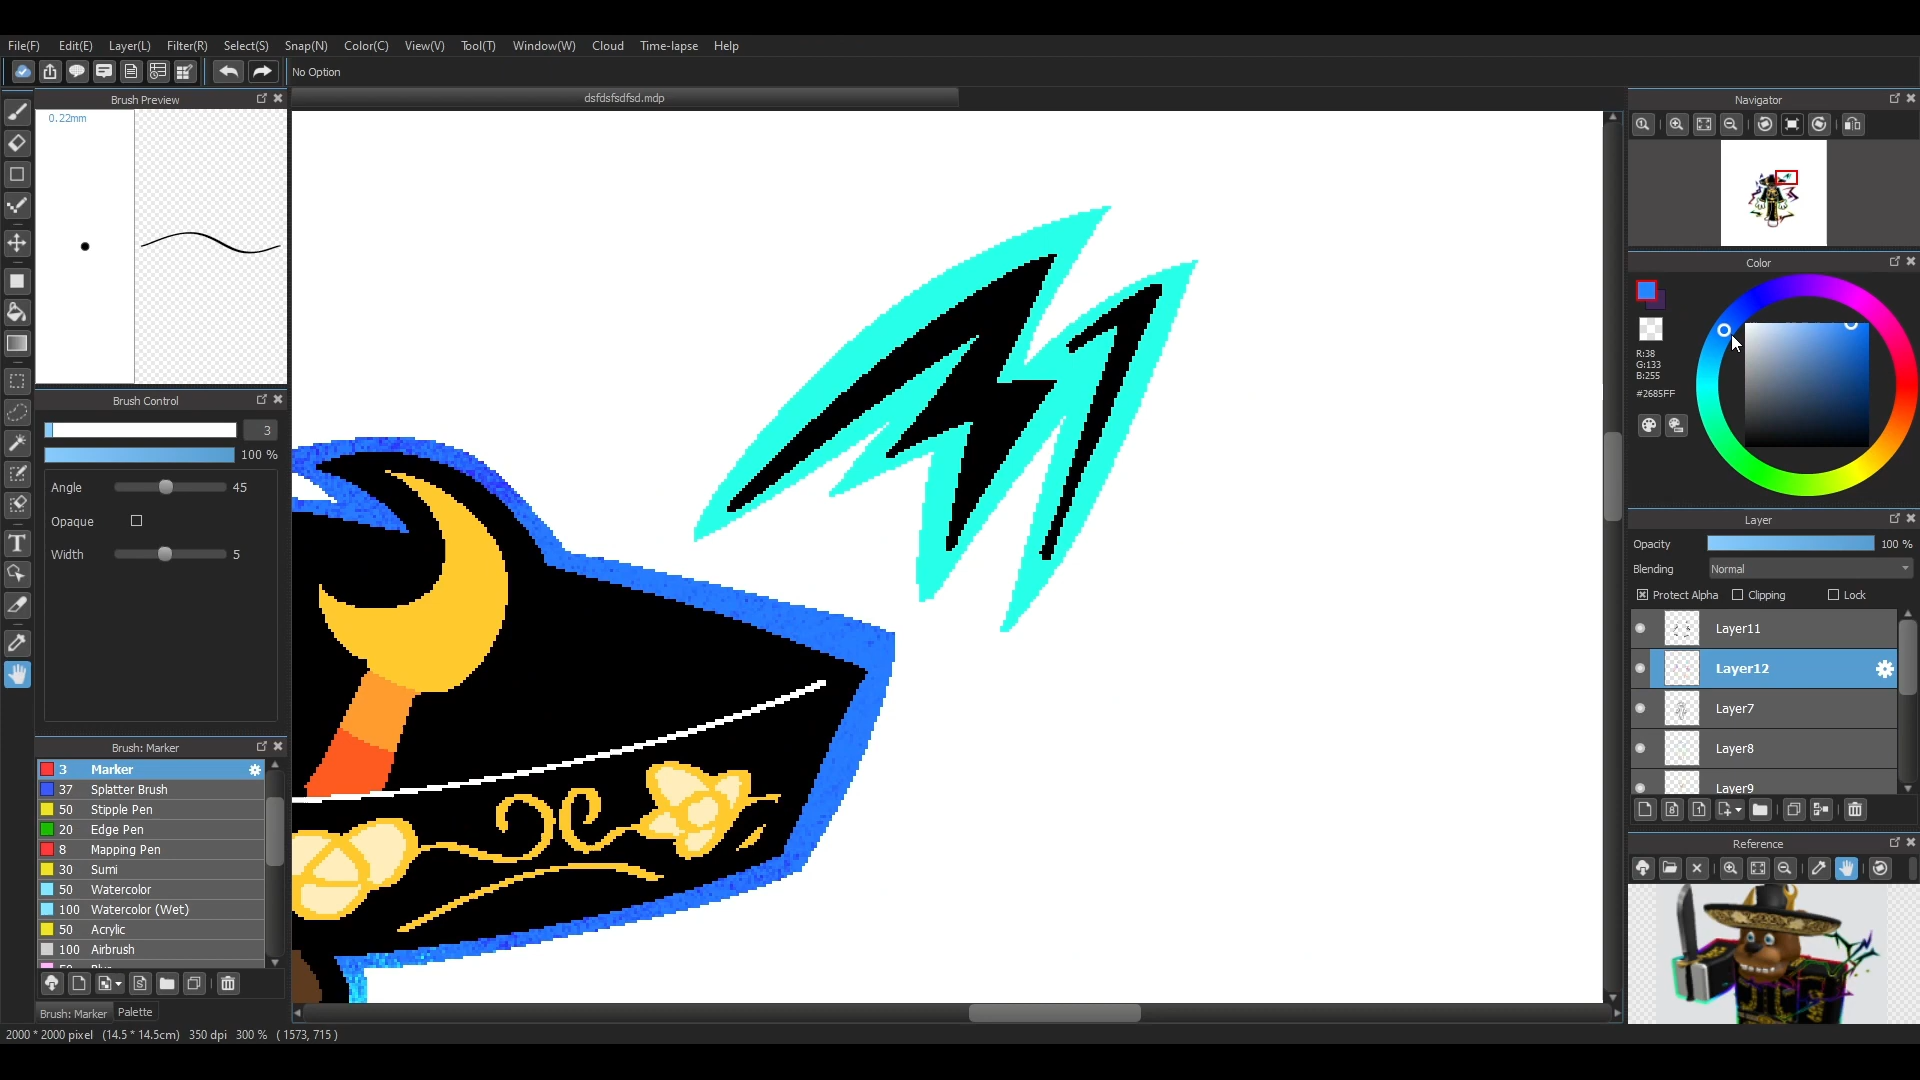 File(F) Edit(E) Layer(L) Filter(R) Select(S) Snap(N) Color(C) View(V) Tool(T) Window(W) Cloud Time-lapse Help
No Option
Brush Preview
dsfdsfsdfsd.mdp
Navigator
0.22mm
Color
R:38
G:133
B:255
#2685FF
Brush Control
3
100 %
Angle 45
Opaque
Width 5
Layer
Opacity 100 %
Blending Normal
Protect Alpha Clipping Lock
Layer11
Layer12
Layer7
Layer8
Layer9
Brush: Marker
3 Marker
37 Splatter Brush
50 Stipple Pen
20 Edge Pen
8 Mapping Pen
30 Sumi
50 Watercolor
100 Watercolor (Wet)
50 Acrylic
100 Airbrush
Reference
Brush: Marker Palette
2000 * 2000 pixel (14.5 * 14.5cm) 350 dpi 300 % ( 1573, 715 )